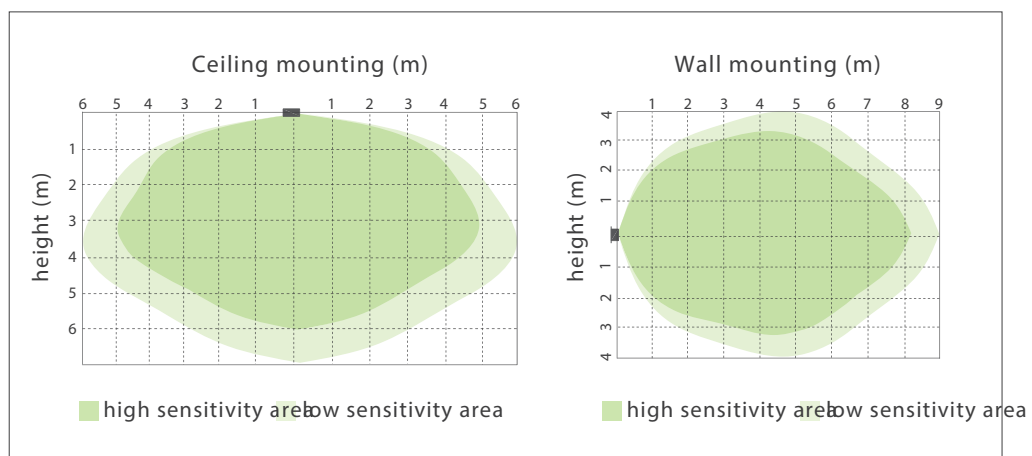 Ceiling mounting (m)
6 5 4 3 2 1 1 2 3 4 5 6
height (m)
1
2
3
4
5
6
high sensitivity area
low sensitivity area
Wall mounting (m)
1 2 3 4 5 6 7 8 9
height (m)
4
3
2
1
1
2
3
4
high sensitivity area
low sensitivity area